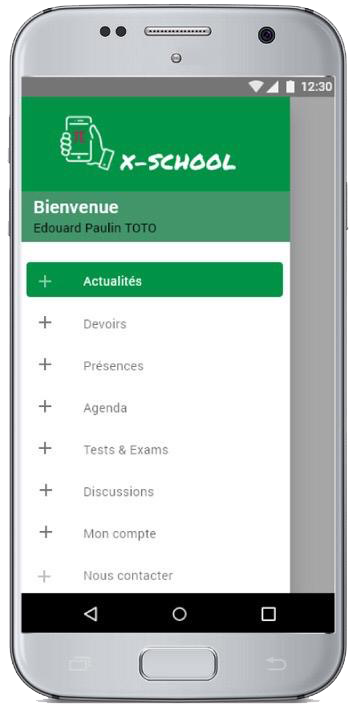 12:30
π
X-SCHOOL
Bienvenue
Edouard Paulin TOTO
Actualités
Devoirs
Présences
Agenda
Tests & Exams
Discussions
Mon compte
Nous contacter